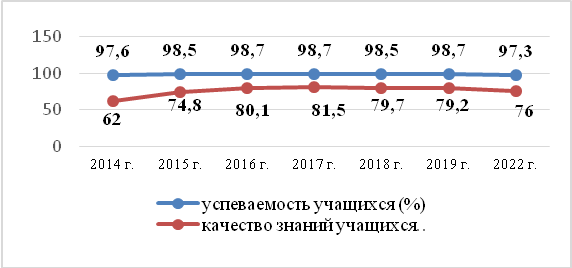 150
97,6 98,5 98,7 98,7 98,5 98,7 97,3
100
50
62 74,8 80,1 81,5 79,7 79,2 76
0
2014 г. 2015 г. 2016 г. 2017 г. 2018 г. 2019 г. 2022 г.
успеваемость учащихся (%)
качество знаний учащихся..